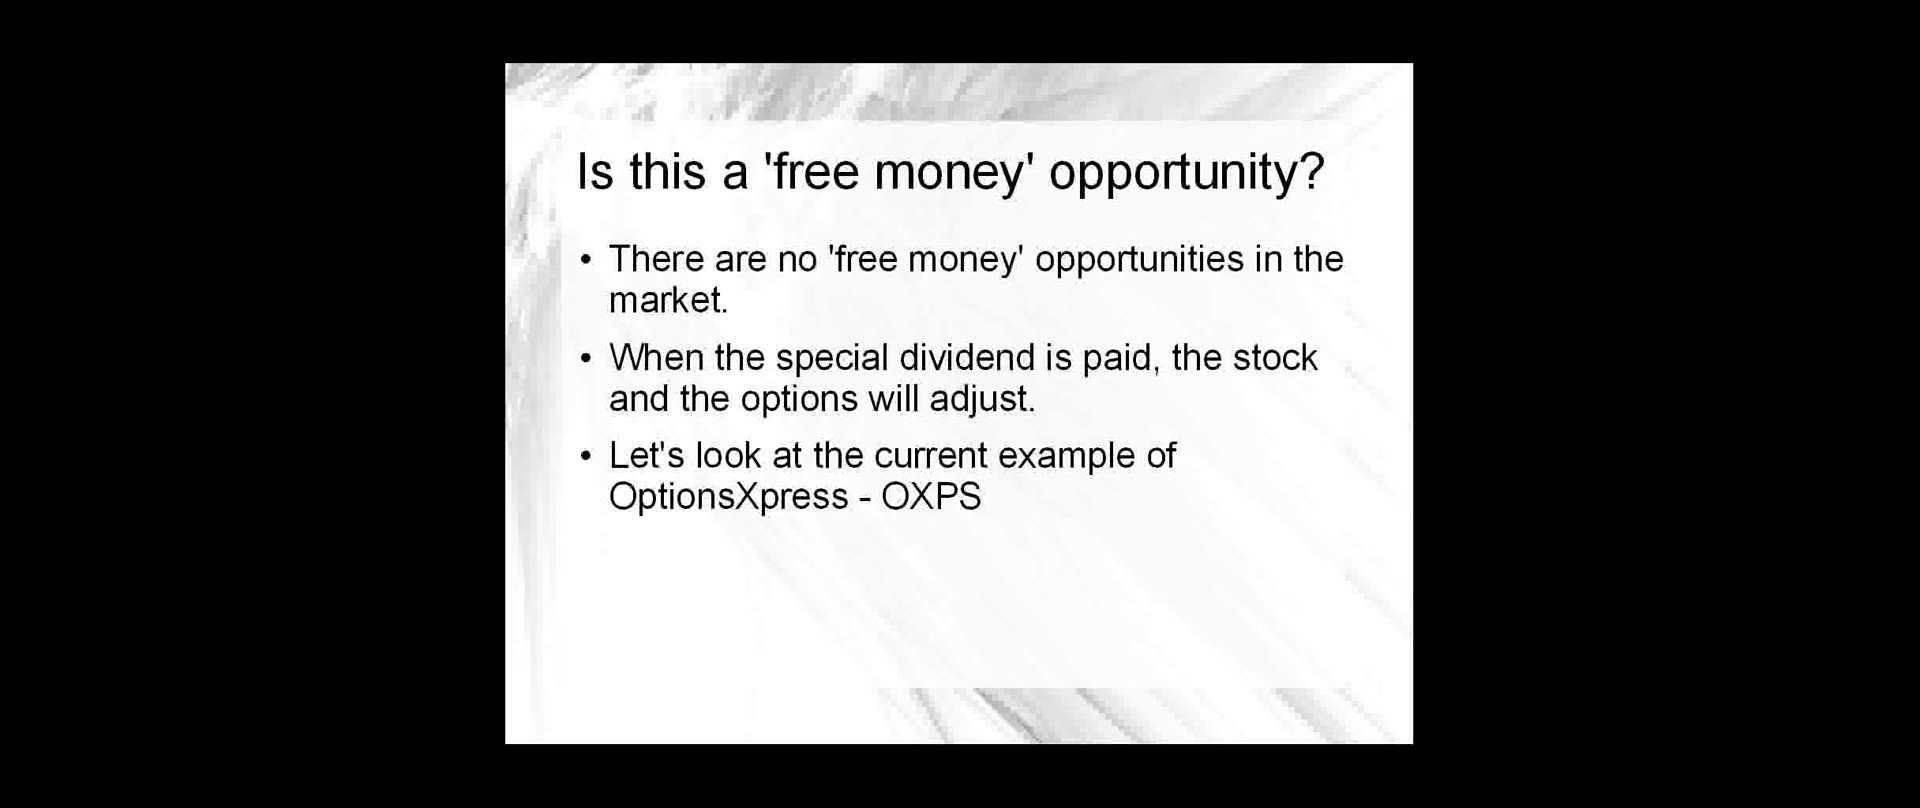 Is this a 'free money' opportunity?
• There are no 'free money' opportunities in the
market.
• When the special dividend is paid, the stock
and the options will adjust.
• Let's look at the current example of
OptionsXpress - OXPS